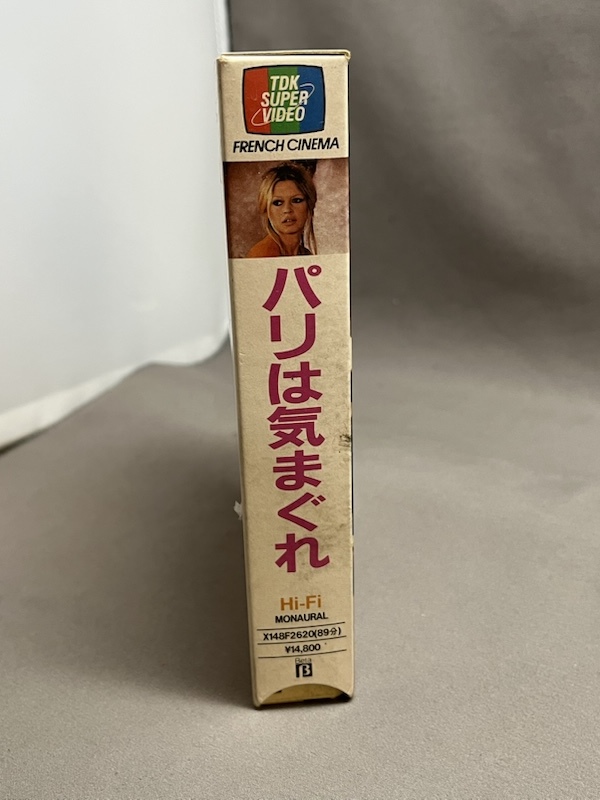 TDK
SUPER
VIDEO
FRENCH CINEMA
パリは気まぐれ
Hi-Fi
MONAURAL
X148F2620(89分)
¥14,800
Beta
β